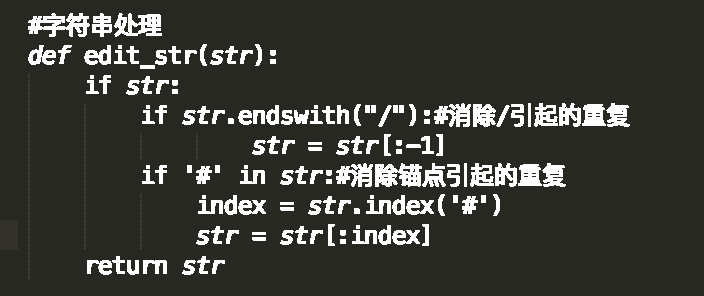 #字符串处理
def edit_str(str):
    if str:
        if str.endswith("/"):#消除/引起的重复
                str = str[:-1]
        if '#' in str:#消除锚点引起的重复
            index = str.index('#')
            str = str[:index]
    return str